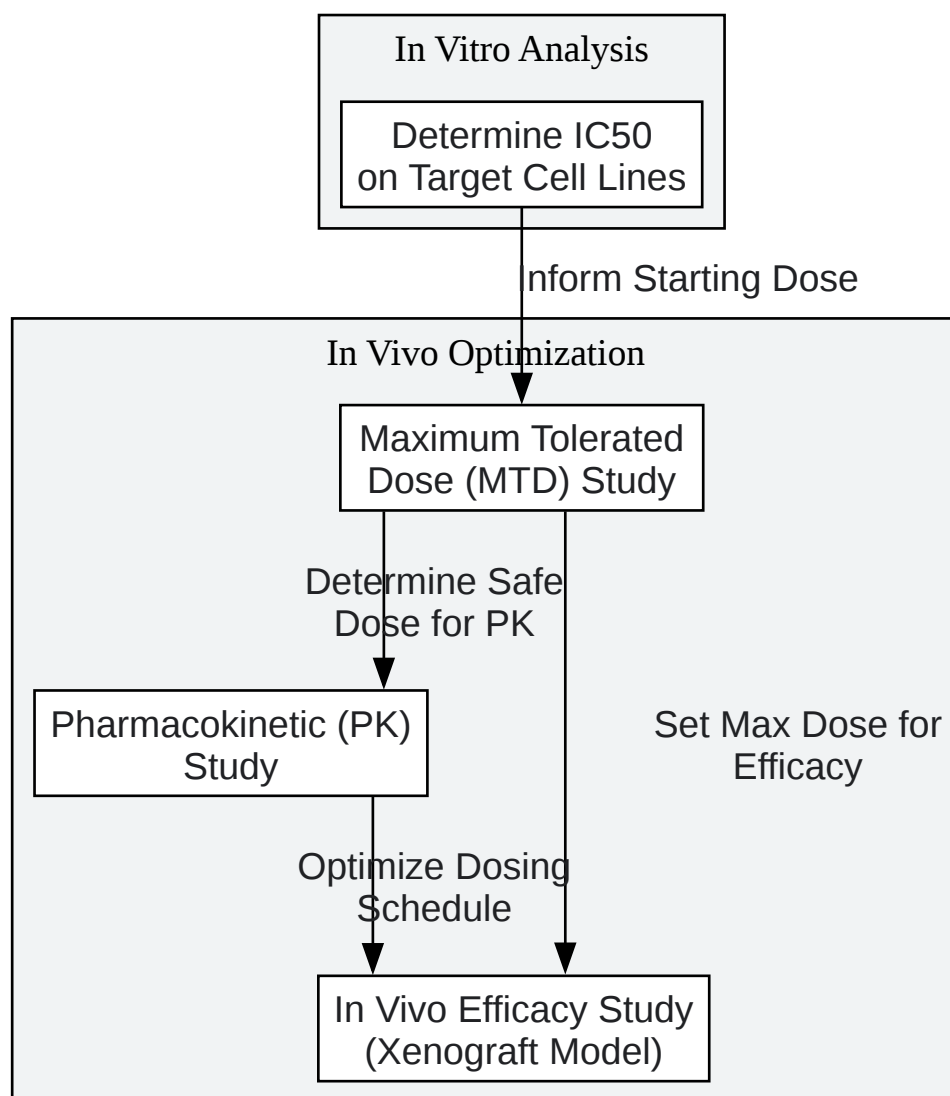 In Vitro Analysis
Determine IC50
on Target Cell Lines
Inform Starting Dose
In Vivo Optimization
Maximum Tolerated
Dose (MTD) Study
Determine Safe
Dose for PK
Pharmacokinetic (PK)
Study
Set Max Dose for
Efficacy
Optimize Dosing
Schedule
In Vivo Efficacy Study
(Xenograft Model)